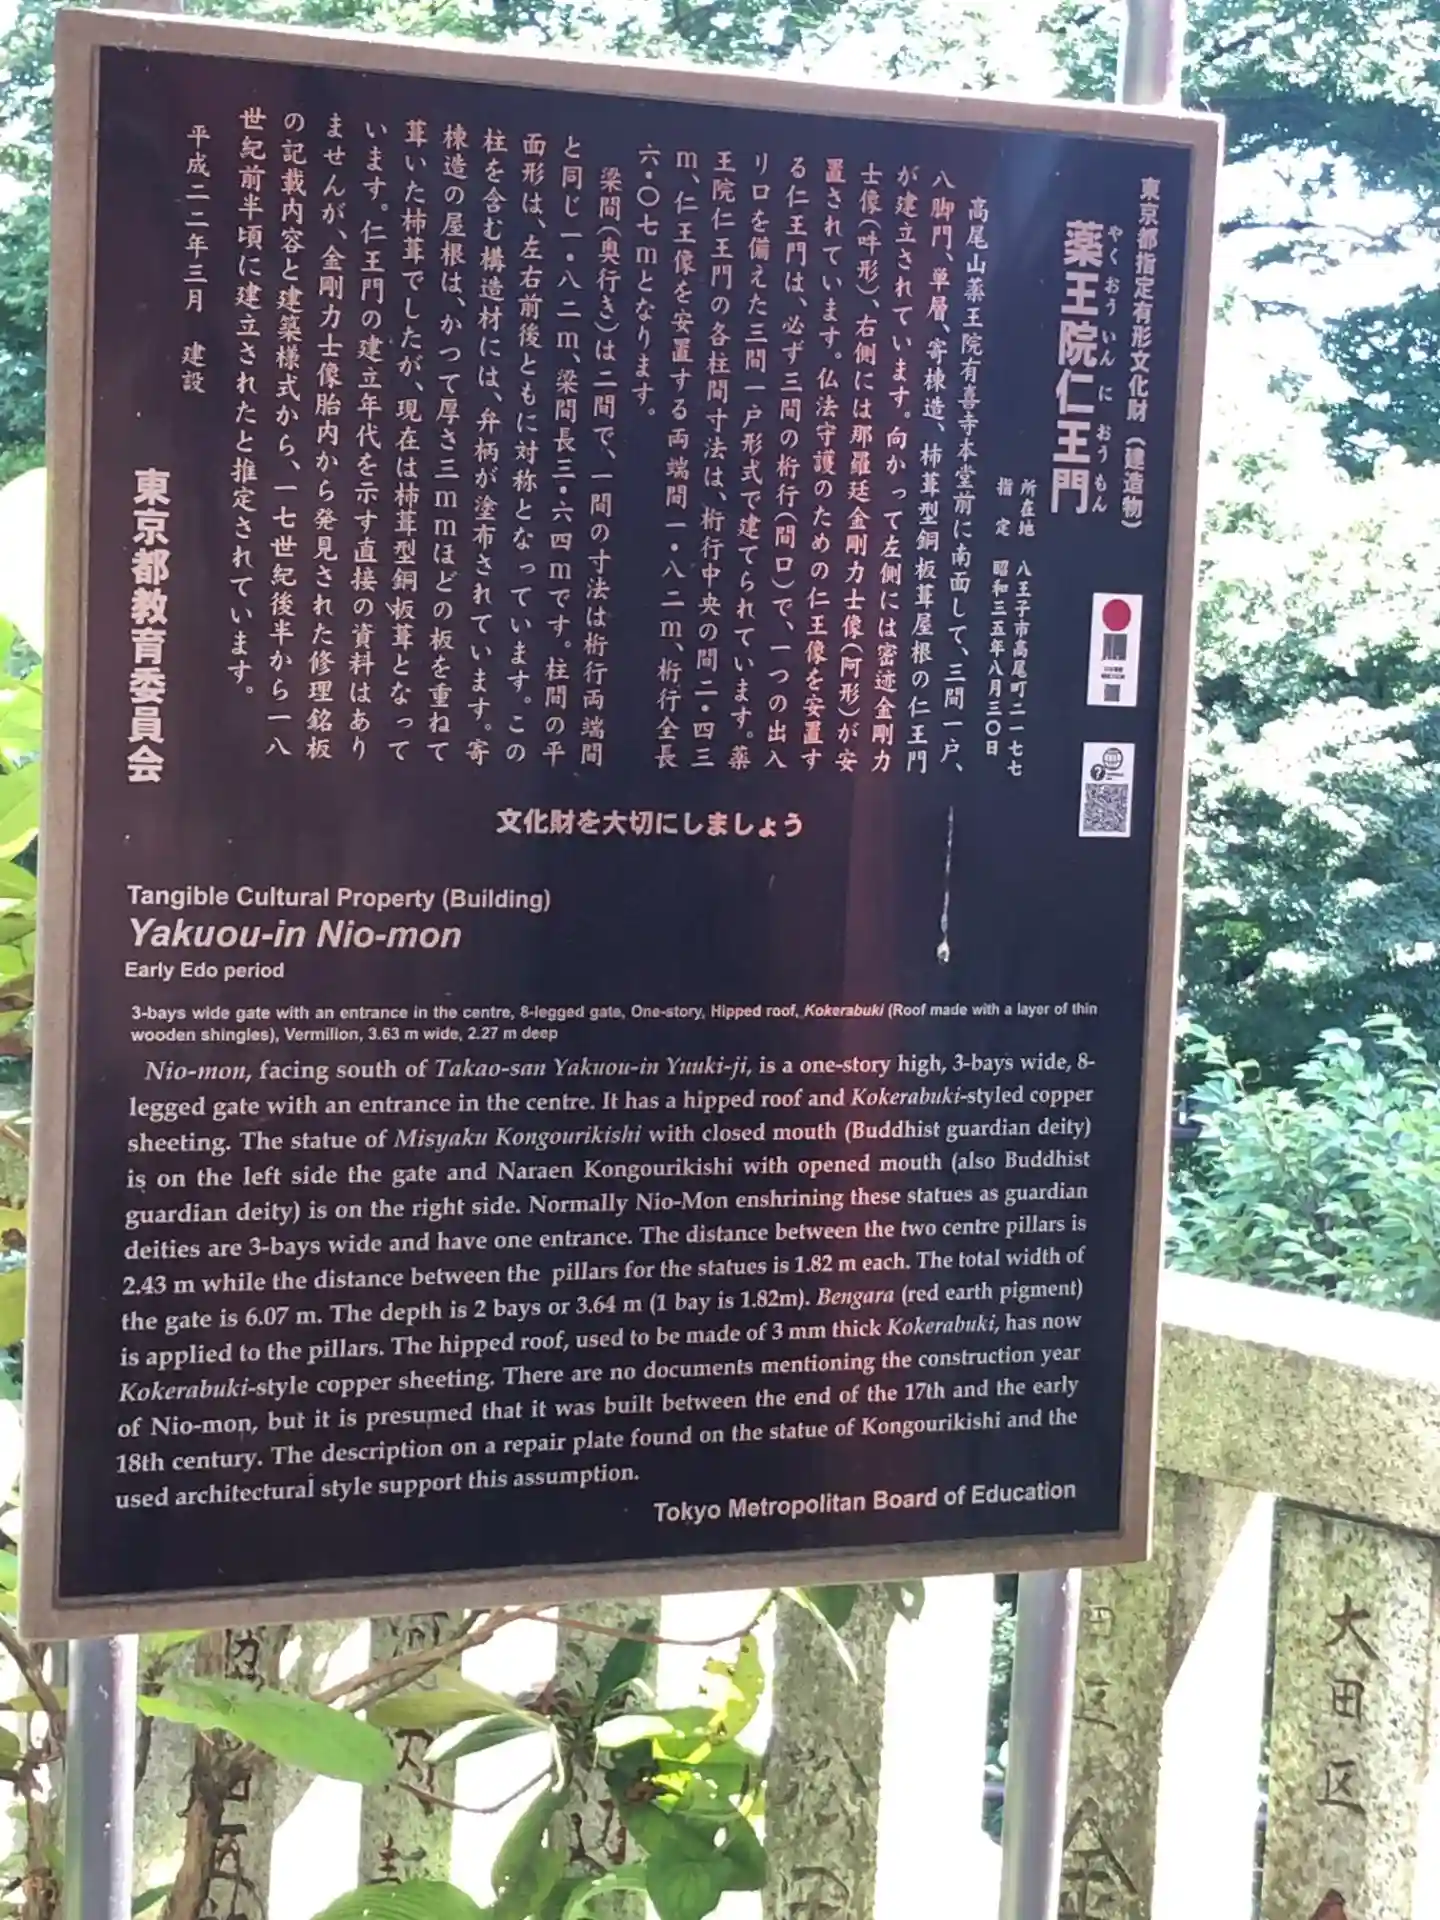 東京都指定有形文化財（建造物）
薬王院仁王門
やくおういんにおうもん
所在地　八王子市高尾町二一七七
指　定　昭和三五年八月三〇日
高尾山薬王院有喜寺本堂前に南面して、三間一戸、
八脚門、単層、寄棟造、柿葺型銅板葺屋根の仁王門
が建立されています。向かって左側には密迹金剛力
士像（吽形）、右側には那羅延金剛力士像（阿形）が安
置されています。仏法守護のための仁王像を安置す
る仁王門は、必ず三間の桁行（間口）で、一つの出入
リ口を備えた三間一戸形式で建てられています。薬
王院仁王門の各柱間寸法は、桁行中央の間二・四三
m、仁王像を安置する両端間一・八二m、桁行全長
六・〇七mとなります。
梁間（奥行き）は二間で、一間の寸法は桁行両端間
と同じ一・八二m、梁間長三・六四mです。柱間の平
面形は、左右前後ともに対称となっています。この
柱を含む構造材には、弁柄が塗布されています。寄
棟造の屋根は、かつて厚さ三mmほどの板を重ねて
葺いた柿葺でしたが、現在は柿葺型銅板葺となって
います。仁王門の建立年代を示す直接の資料はあり
ませんが、金剛力士像胎内から発見された修理銘板
の記載内容と建築様式から、一七世紀後半から一八
世紀前半頃に建立されたと推定されています。
平成二二年三月　建設
東京都教育委員会
文化財を大切にしましょう
Tangible Cultural Property (Building)
Yakuou-in Nio-mon
Early Edo period
3-bays wide gate with an entrance in the centre, 8-legged gate, One-story, Hipped roof, Kokerabuki (Roof made with a layer of thin
wooden shingles), Vermilion, 3.63 m wide, 2.27 m deep
Nio-mon, facing south of Takao-san Yakuou-in Yuuki-ji, is a one-story high, 3-bays wide, 8-
legged gate with an entrance in the centre. It has a hipped roof and Kokerabuki-styled copper
sheeting. The statue of Misyaku Kongourikishi with closed mouth (Buddhist guardian deity)
is on the left side the gate and Naraen Kongourikishi with opened mouth (also Buddhist
guardian deity) is on the right side. Normally Nio-Mon enshrining these statues as guardian
deities are 3-bays wide and have one entrance. The distance between the two centre pillars is
2.43 m while the distance between the pillars for the statues is 1.82 m each. The total width of
the gate is 6.07 m. The depth is 2 bays or 3.64 m (1 bay is 1.82m). Bengara (red earth pigment)
is applied to the pillars. The hipped roof, used to be made of 3 mm thick Kokerabuki, has now
Kokerabuki-style copper sheeting. There are no documents mentioning the construction year
of Nio-mon, but it is presumed that it was built between the end of the 17th and the early
18th century. The description on a repair plate found on the statue of Kongourikishi and the
used architectural style support this assumption.
Tokyo Metropolitan Board of Education
大田区